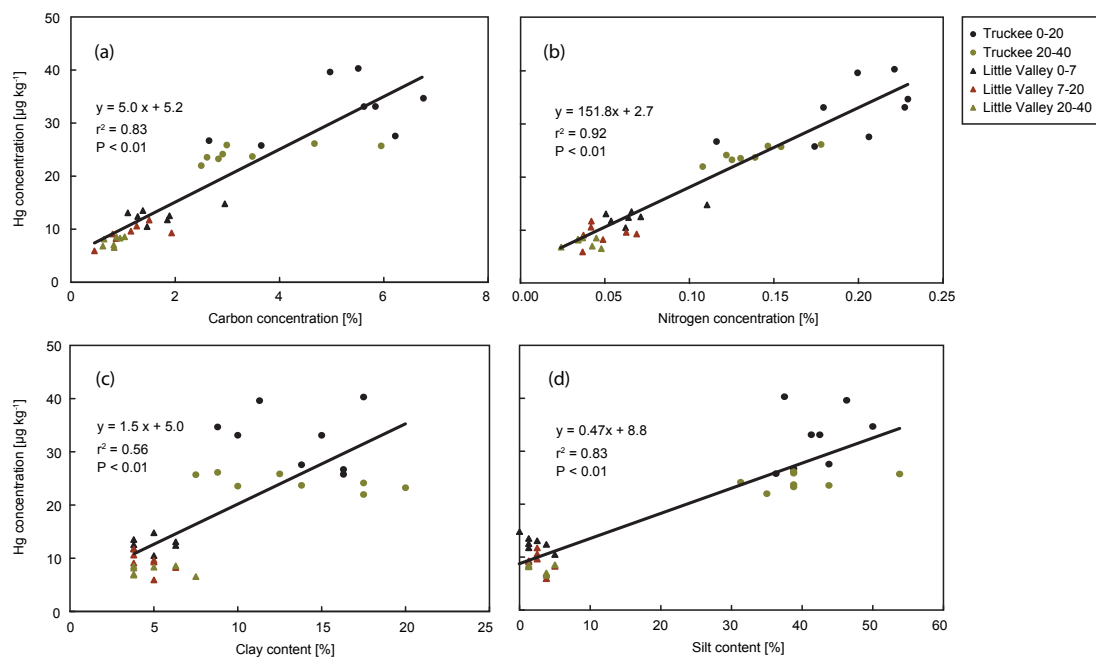 50
40
30
20
10
0
Hg concentration [µg kg⁻¹]
(a)
y = 5.0 x + 5.2
r² = 0.83
P < 0.01
0 2 4 6 8
Carbon concentration [%]
(b)
y = 151.8x + 2.7
r² = 0.92
P < 0.01
0.00 0.05 0.10 0.15 0.20 0.25
Nitrogen concentration [%]
Truckee 0-20
Truckee 20-40
Little Valley 0-7
Little Valley 7-20
Little Valley 20-40
50
40
30
20
10
0
Hg concentration [µg kg⁻¹]
(c)
y = 1.5 x + 5.0
r² = 0.56
P < 0.01
0 5 10 15 20 25
Clay content [%]
(d)
y = 0.47x + 8.8
r² = 0.83
P < 0.01
0 10 20 30 40 50 60
Silt content [%]